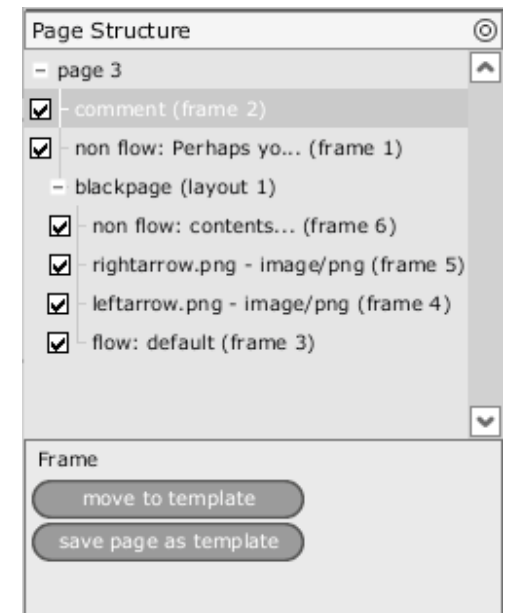 Page Structure
page 3
comment (frame 2)
non flow: Perhaps yo... (frame 1)
blackpage (layout 1)
non flow: contents... (frame 6)
rightarrow.png - image/png (frame 5)
leftarrow.png - image/png (frame 4)
flow: default (frame 3)
Frame
move to template
save page as template